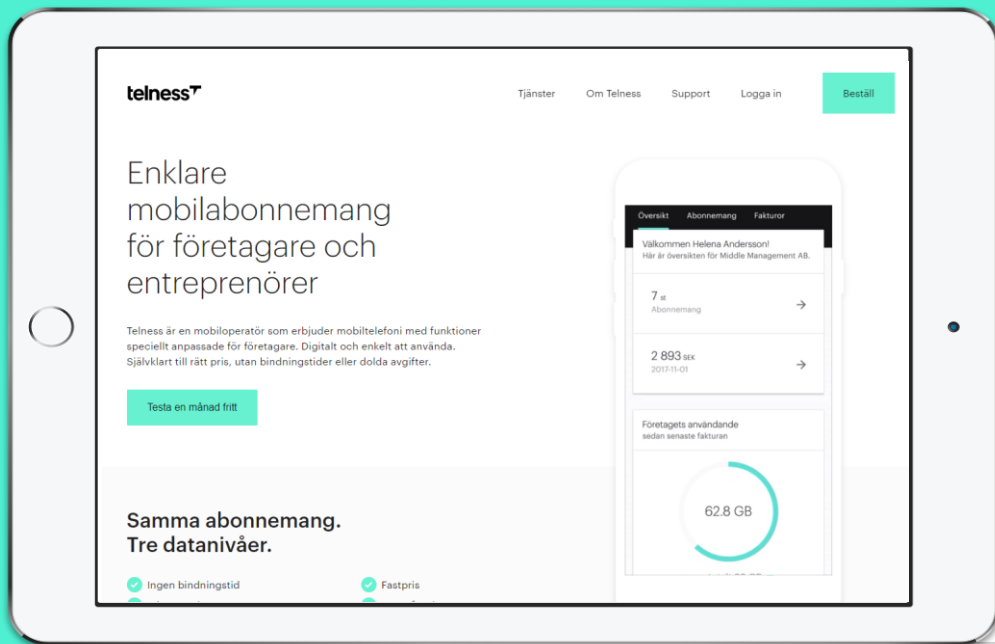 telness
Tjänster Om Telness Support Logga in Beställ
Enklare
mobilabonnemang
för företagare och
entreprenörer
Telness är en mobiloperatör som erbjuder mobiltelefoni med funktioner
speciellt anpassade för företagare. Digitalt och enkelt att använda.
Självklart till rätt pris, utan bindningstider eller dolda avgifter.
Testa en månad fritt
Översikt Abonnemang Fakturor
Välkommen Helena Andersson!
Här är översikten för Middle Management AB.
7 st
Abonnemang
2 893 SEK
2017-11-01
Företagets användande
sedan senaste fakturan
62.8 GB
Samma abonnemang.
Tre datanivåer.
Ingen bindningstid
Fastpris